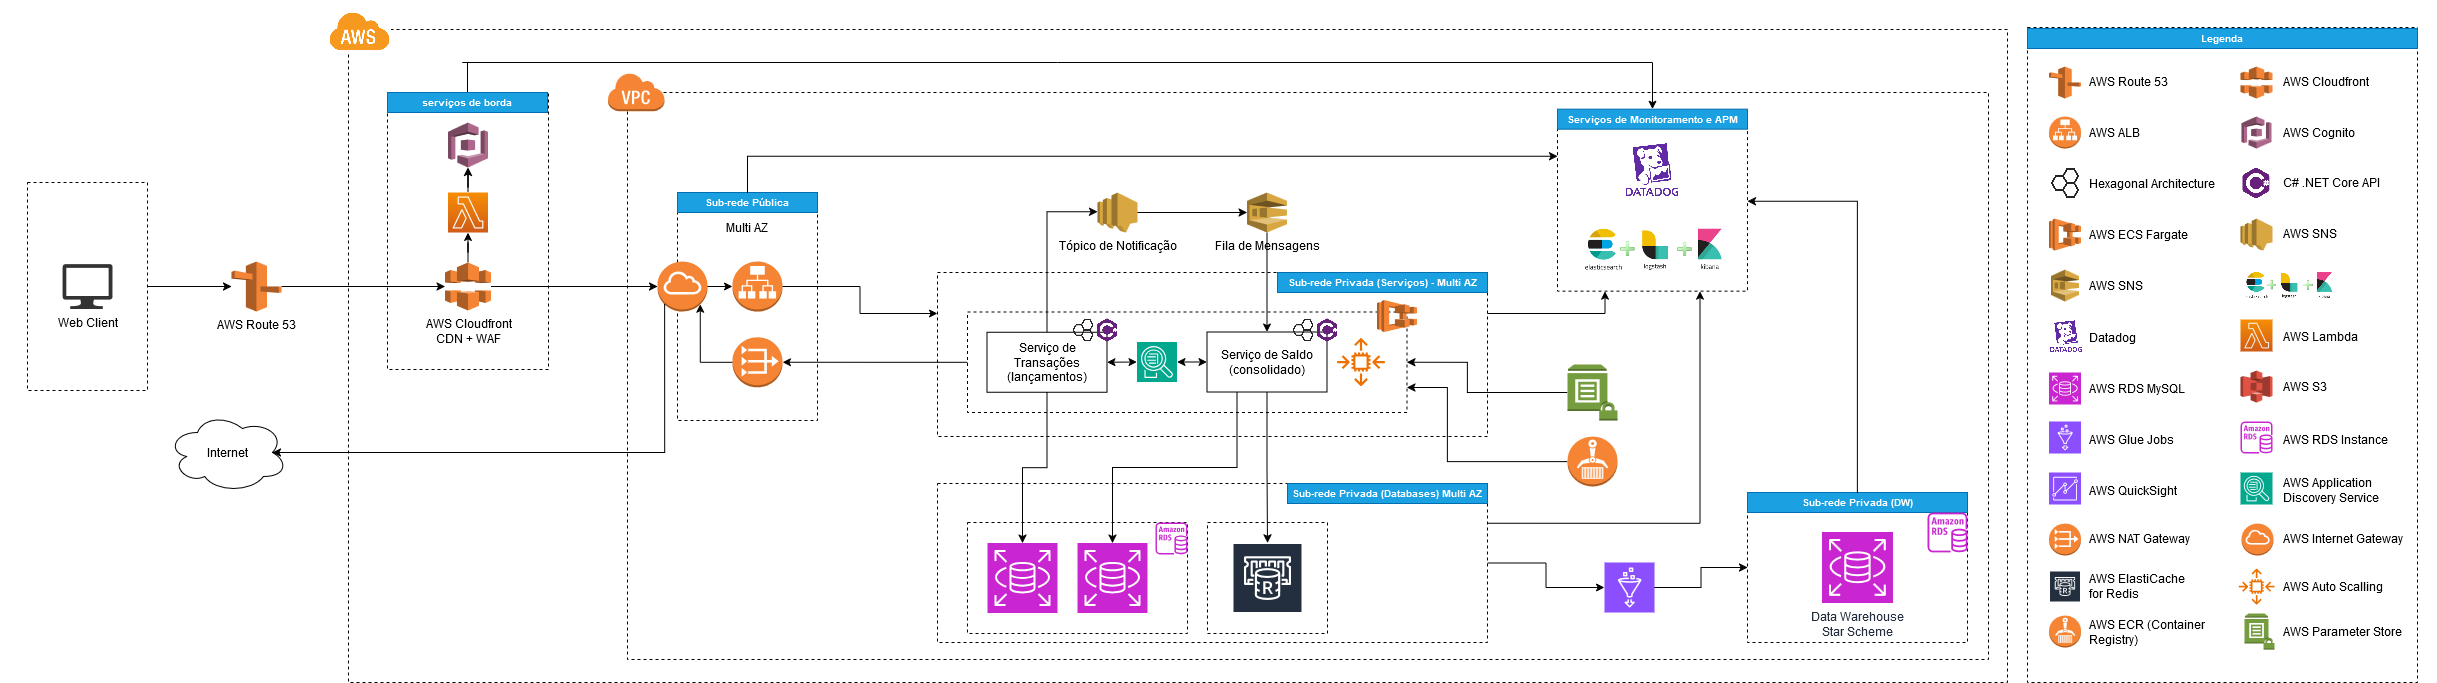 AWS
serviços de borda
VPC
Serviços de Monitoramento e APM
DATADOG
elasticsearch
logstash
kibana
Sub-rede Pública
Multi AZ
Tópico de Notificação
Fila de Mensagens
Sub-rede Privada (Serviços) - Multi AZ
Web Client
AWS Route 53
AWS Cloudfront
CDN + WAF
Serviço de
Transações
(lançamentos)
C#
Serviço de Saldo
(consolidado)
C#
Internet
Sub-rede Privada (Databases) Multi AZ
Amazon
RDS
R
Sub-rede Privada (DW)
Amazon
RDS
Data Warehouse
Star Scheme
Legenda
AWS Route 53
AWS Cloudfront
AWS ALB
AWS Cognito
Hexagonal Architecture
C#
C# .NET Core API
AWS ECS Fargate
AWS SNS
AWS SNS
DATADOG
Datadog
AWS Lambda
AWS RDS MySQL
AWS S3
AWS Glue Jobs
Amazon
RDS
AWS RDS Instance
AWS QuickSight
AWS Application
Discovery Service
AWS NAT Gateway
AWS Internet Gateway
R
AWS ElastiCache
for Redis
AWS Auto Scalling
AWS ECR (Container
Registry)
AWS Parameter Store